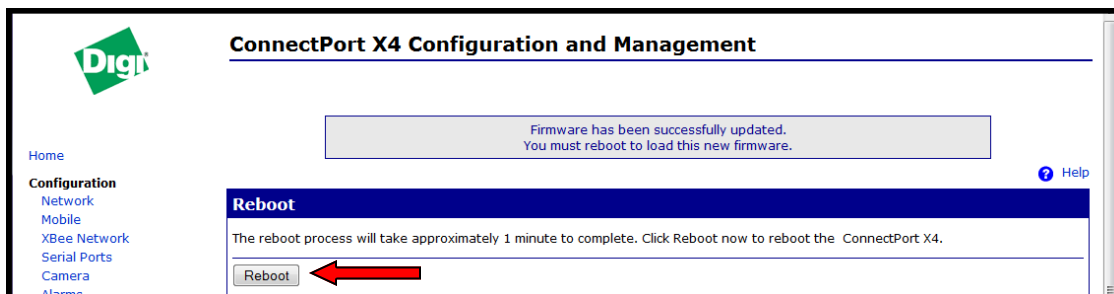 Digi
ConnectPort X4 Configuration and Management
Firmware has been successfully updated.
You must reboot to load this new firmware.
Home
Help
Configuration
Network
Mobile
XBee Network
Serial Ports
Camera
Alarms
Reboot
The reboot process will take approximately 1 minute to complete. Click Reboot now to reboot the ConnectPort X4.
Reboot